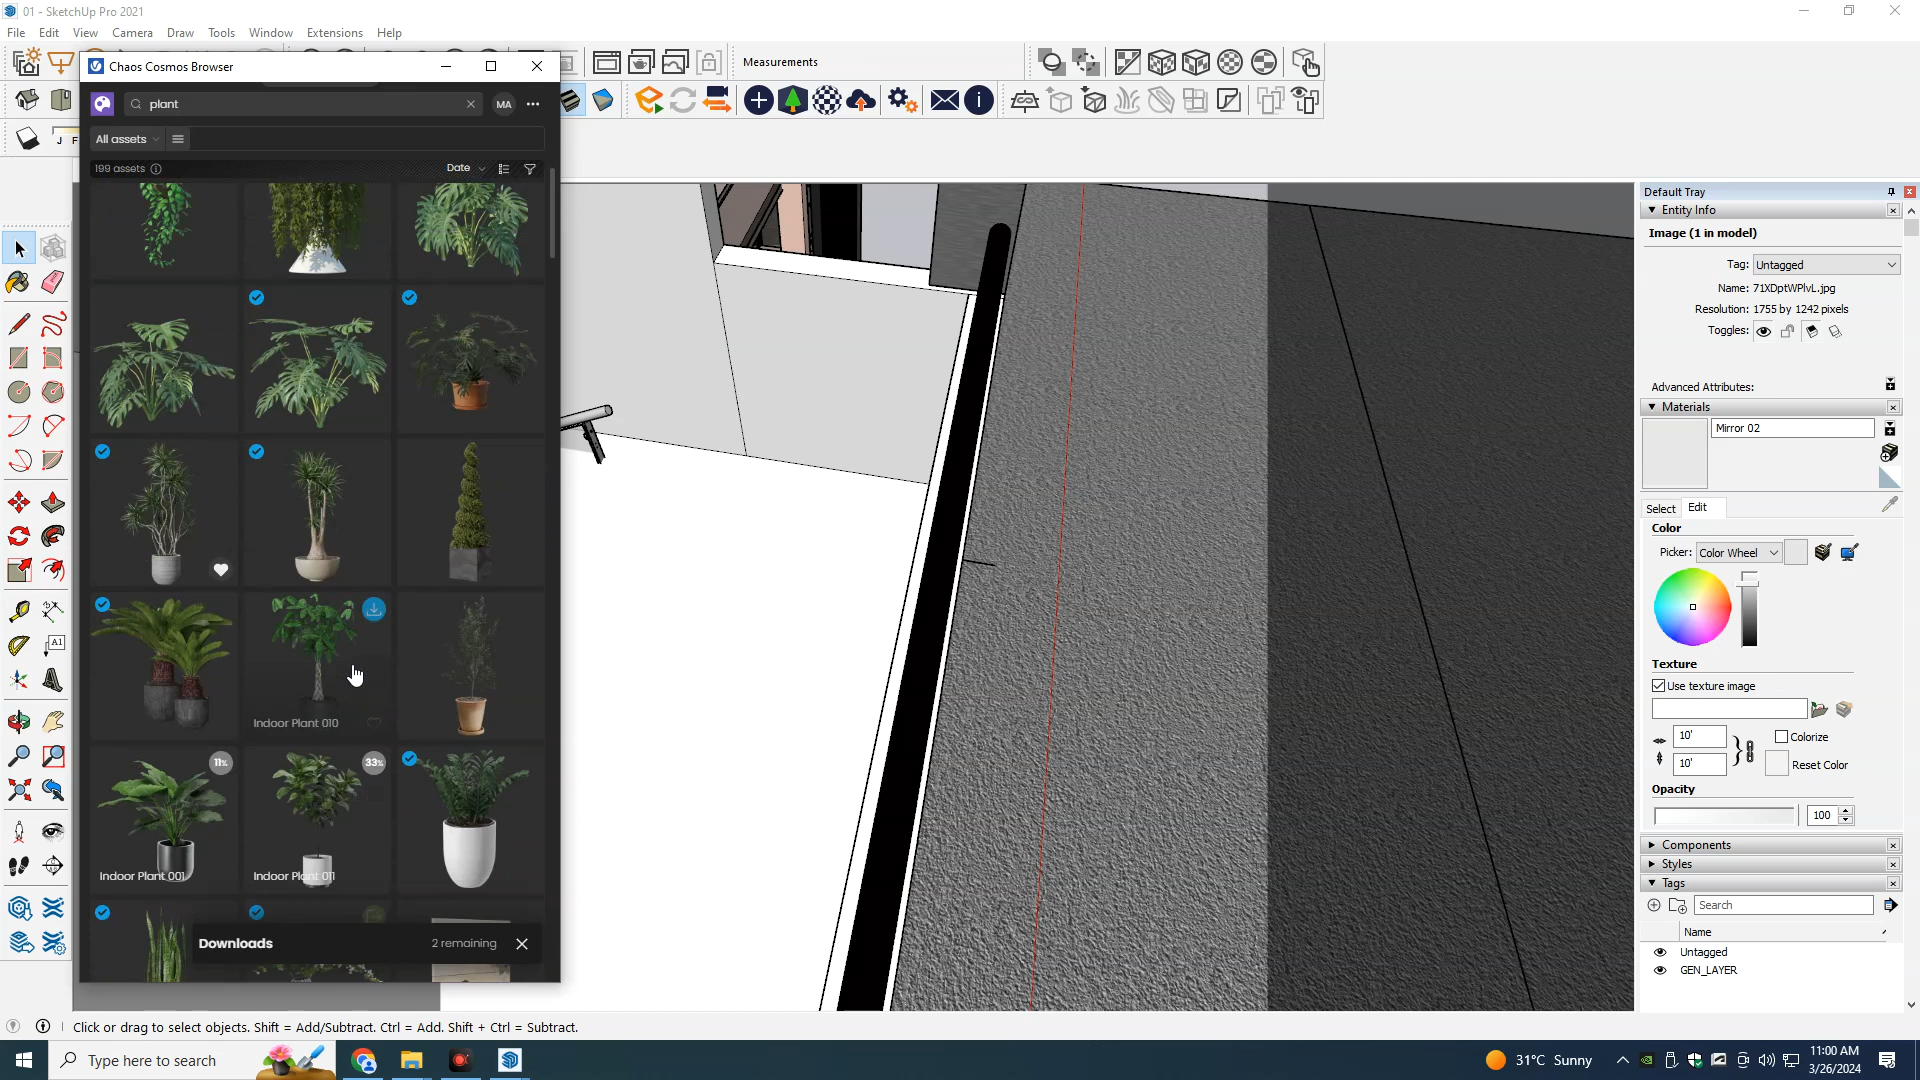 01 - SketchUp Pro 2021
File Edit View Camera Draw Tools Window Extensions Help
Chaos Cosmos Browser
Measurements
plant
MA
All assets
199 assets
Date
Indoor Plant 010
11%
33%
Indoor Plant 001
Indoor Plant 011
Downloads
2 remaining
J F
A1
Default Tray
Entity Info
Image (1 in model)
Tag: Untagged
Name: 71XDptWPlvL.jpg
Resolution: 1755 by 1242 pixels
Toggles:
Advanced Attributes:
Materials
Mirror 02
Select Edit
Color
Picker: Color Wheel
Texture
Use texture image
10'
Colorize
10'
Reset Color
Opacity
100
Components
Styles
Tags
Search
Name
Untagged
GEN_LAYER
Click or drag to select objects. Shift = Add/Subtract. Ctrl = Add. Shift + Ctrl = Subtract.
Type here to search
31°C Sunny
11:00 AM
3/26/2024